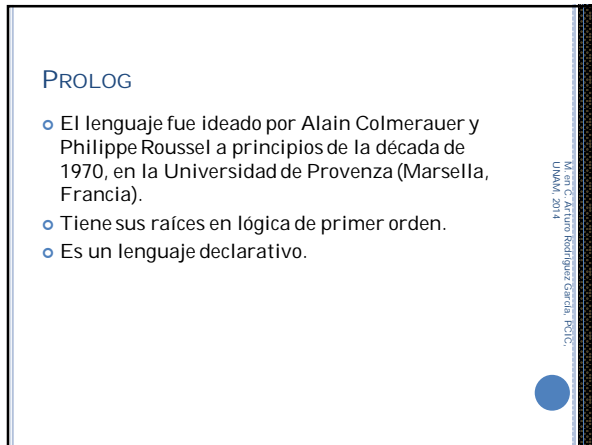 PROLOG
El lenguaje fue ideado por Alain Colmerauer y
Philippe Roussel a principios de la década de
1970, en la Universidad de Provenza (Marsella,
Francia).
Tiene sus raíces en lógica de primer orden.
Es un lenguaje declarativo.
M. en C. Arturo Rodríguez García, PCIC,
UNAM, 2014